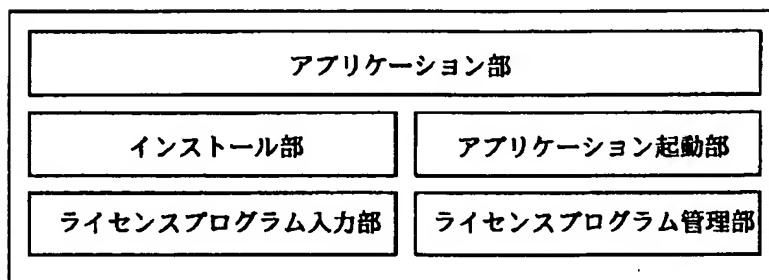 アプリケーション部
インストール部
アプリケーション起動部
ライセンスプログラム入力部
ライセンスプログラム管理部